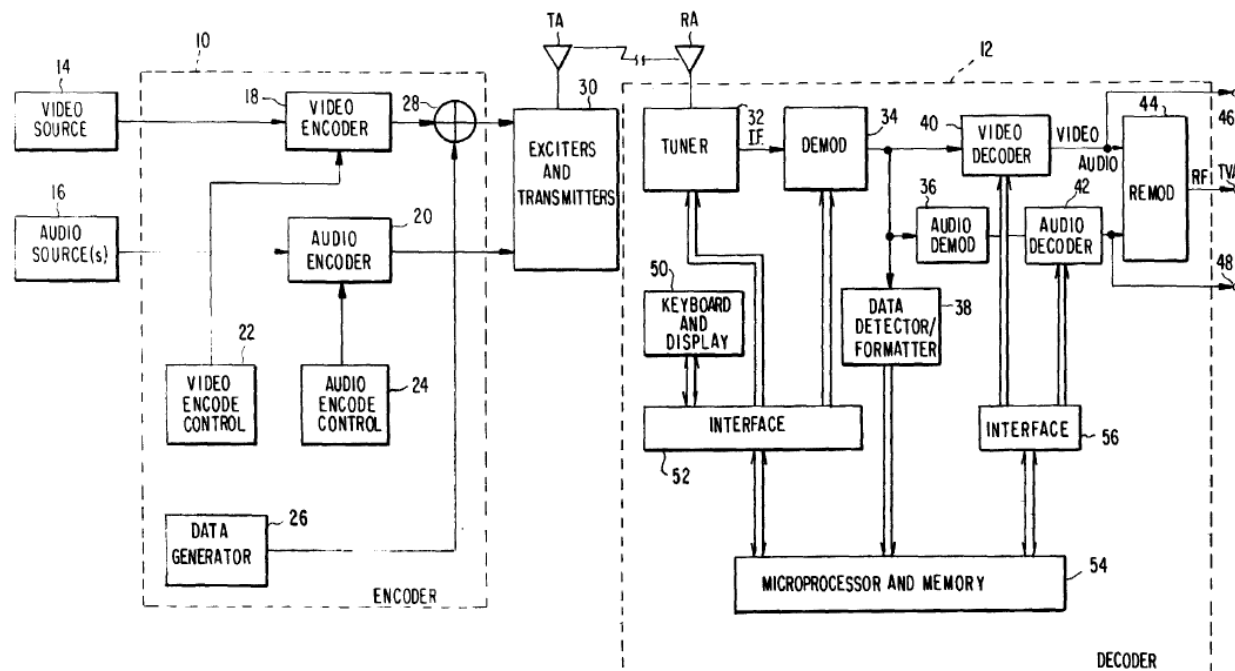 TA
RA
10
12
14
VIDEO
SOURCE
18
VIDEO
ENCODER
28
30
EXCITERS
AND
TRANSMITTERS
TUNER
32
IF
DEMOD
34
40
VIDEO
DECODER
VIDEO
AUDIO
44
REMOD
46
RF
TVA
16
AUDIO
SOURCE(s)
20
AUDIO
ENCODER
36
AUDIO
DEMOD
42
AUDIO
DECODER
48
50
KEYBOARD
AND
DISPLAY
38
DATA
DETECTOR/
FORMATTER
22
VIDEO
ENCODE
CONTROL
24
AUDIO
ENCODE
CONTROL
INTERFACE
52
INTERFACE
56
26
DATA
GENERATOR
ENCODER
MICROPROCESSOR AND MEMORY
54
DECODER